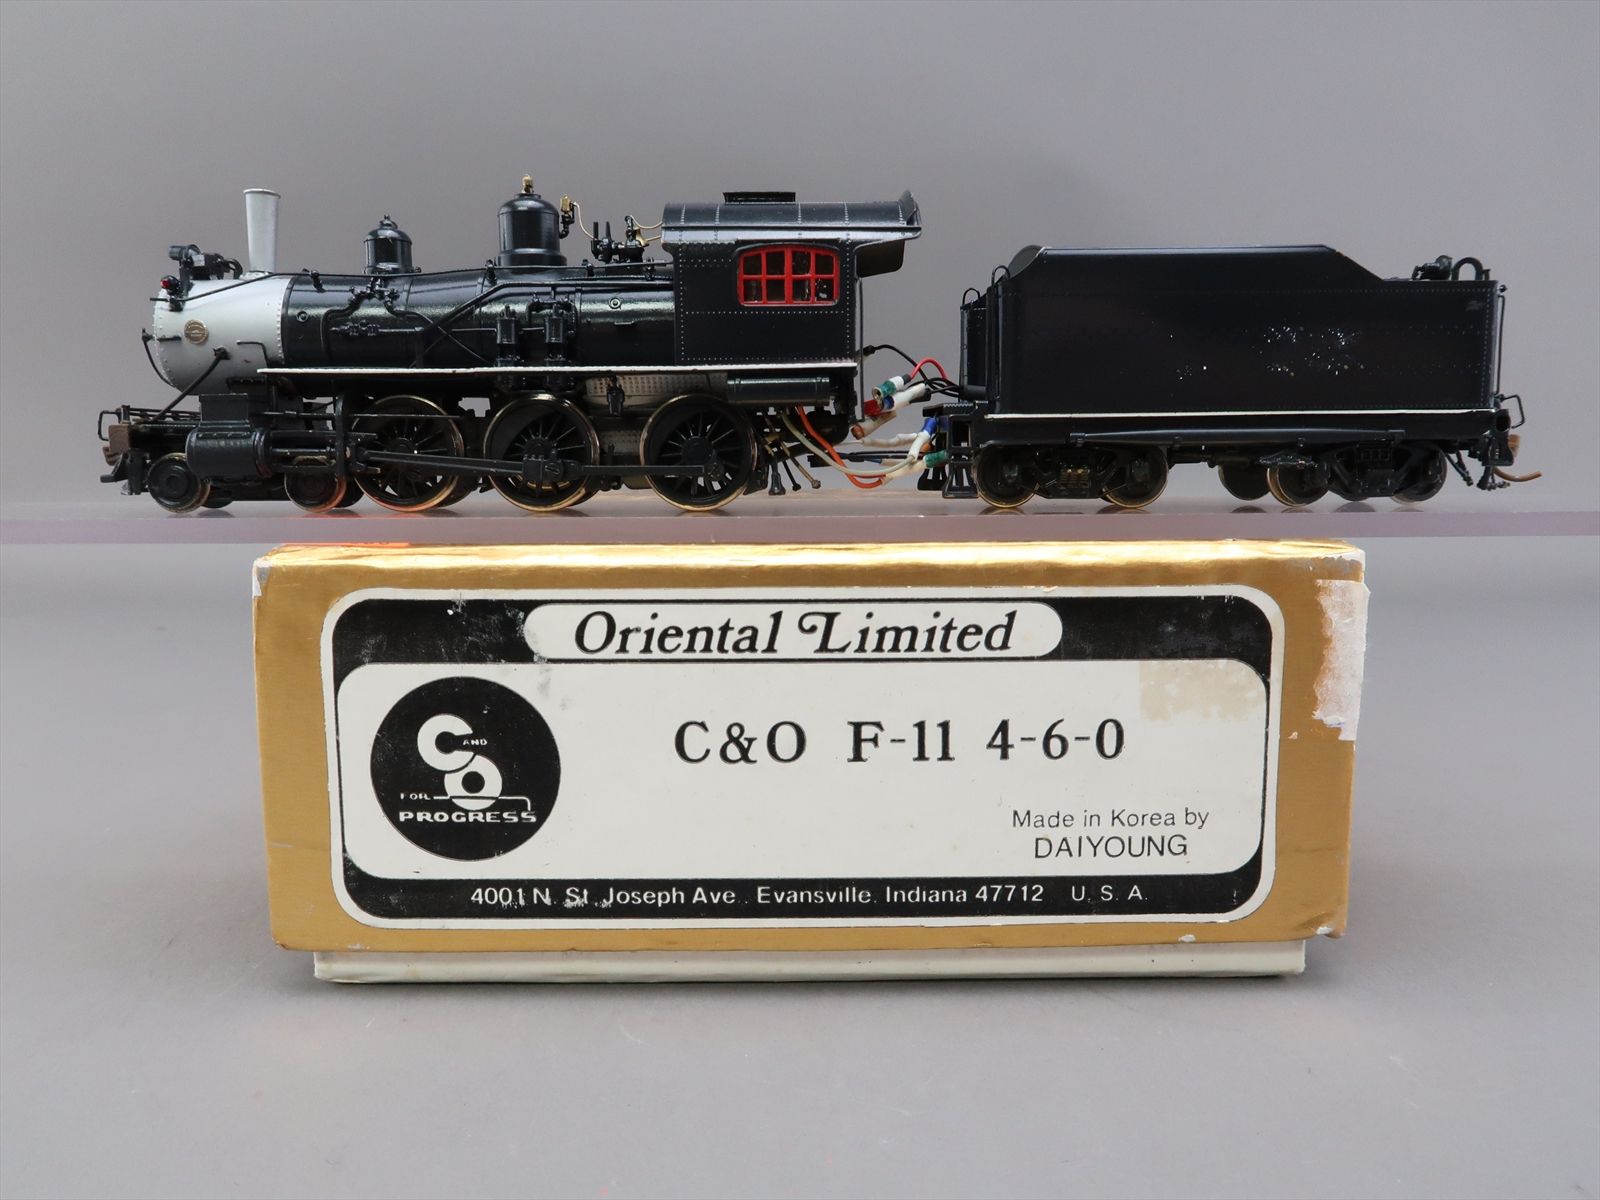 Oriental Limited
C&O F-11 4-6-0
C AND O
FOR
PROGRESS
Made in Korea by
DAIYOUNG
4001 N. St. Joseph Ave. Evansville. Indiana 47712 U. S. A.